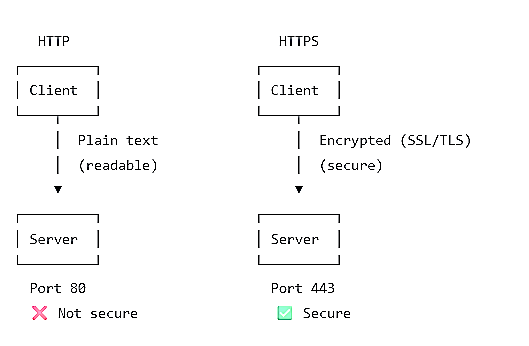 HTTP
Client
Plain text
(readable)
Server
Port 80
❌ Not secure
HTTPS
Client
Encrypted (SSL/TLS)
(secure)
Server
Port 443
✅ Secure